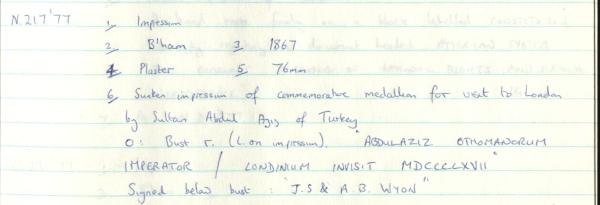 N.217'77 1, Impression
2, B'ham 3, 1867
4, Plaster 5, 76mm
6, Sunken impression of commemorative medallion for visit to London
by Sultan Abdul Azis of Turkey
O: Bust r. (L. on impression). "ABDULAZIZ OTHOMANORUM
IMPERATOR / LONDINIUM INVISIT MDCCCLXVII"
Signed below bust: "J.S & A.B. WYON"